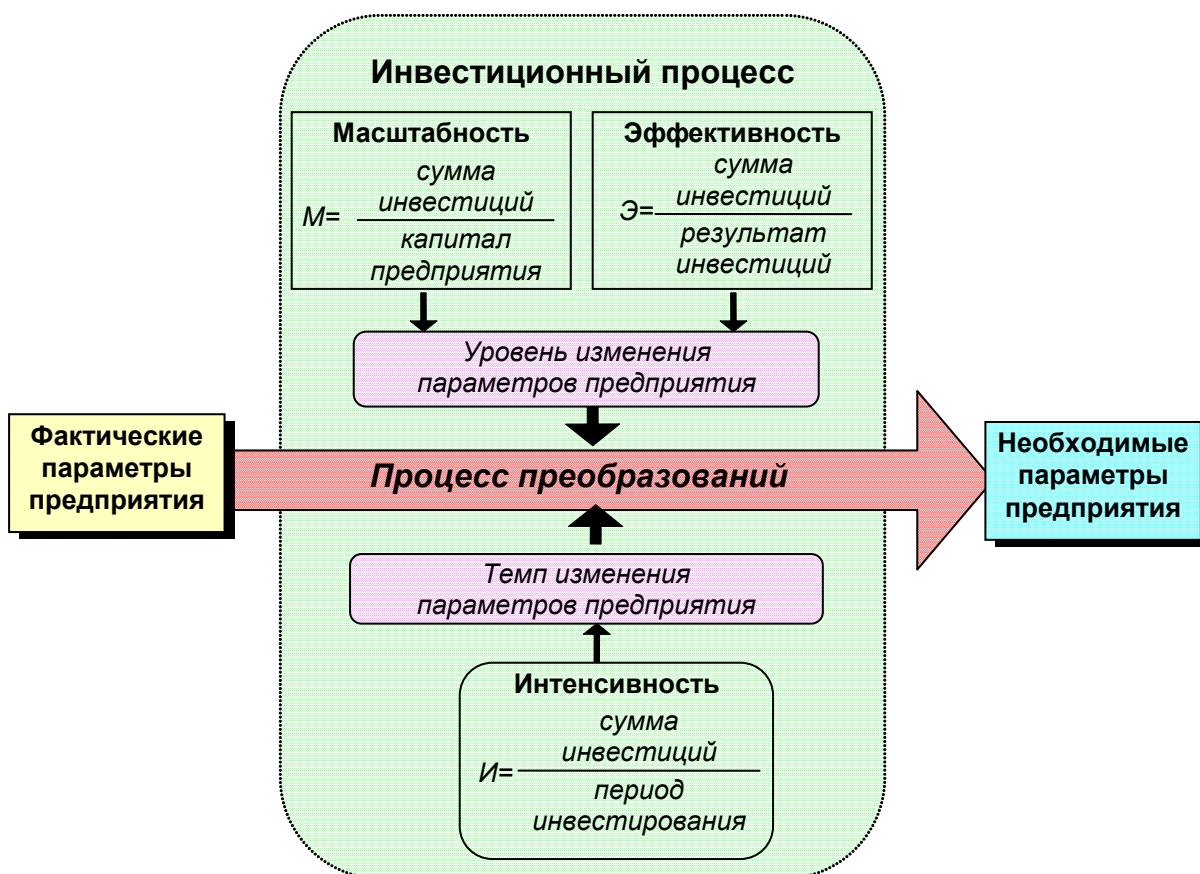 Инвестиционный процесс
Масштабность
сумма
инвестиций
М=
капитал
предприятия
Эффективность
сумма
инвестиций
Э=
результат
инвестиций
Уровень изменения
параметров предприятия
Фактические
параметры
предприятия
Процесс преобразований
Необходимые
параметры
предприятия
Темп изменения
параметров предприятия
Интенсивность
сумма
инвестиций
И=
период
инвестирования